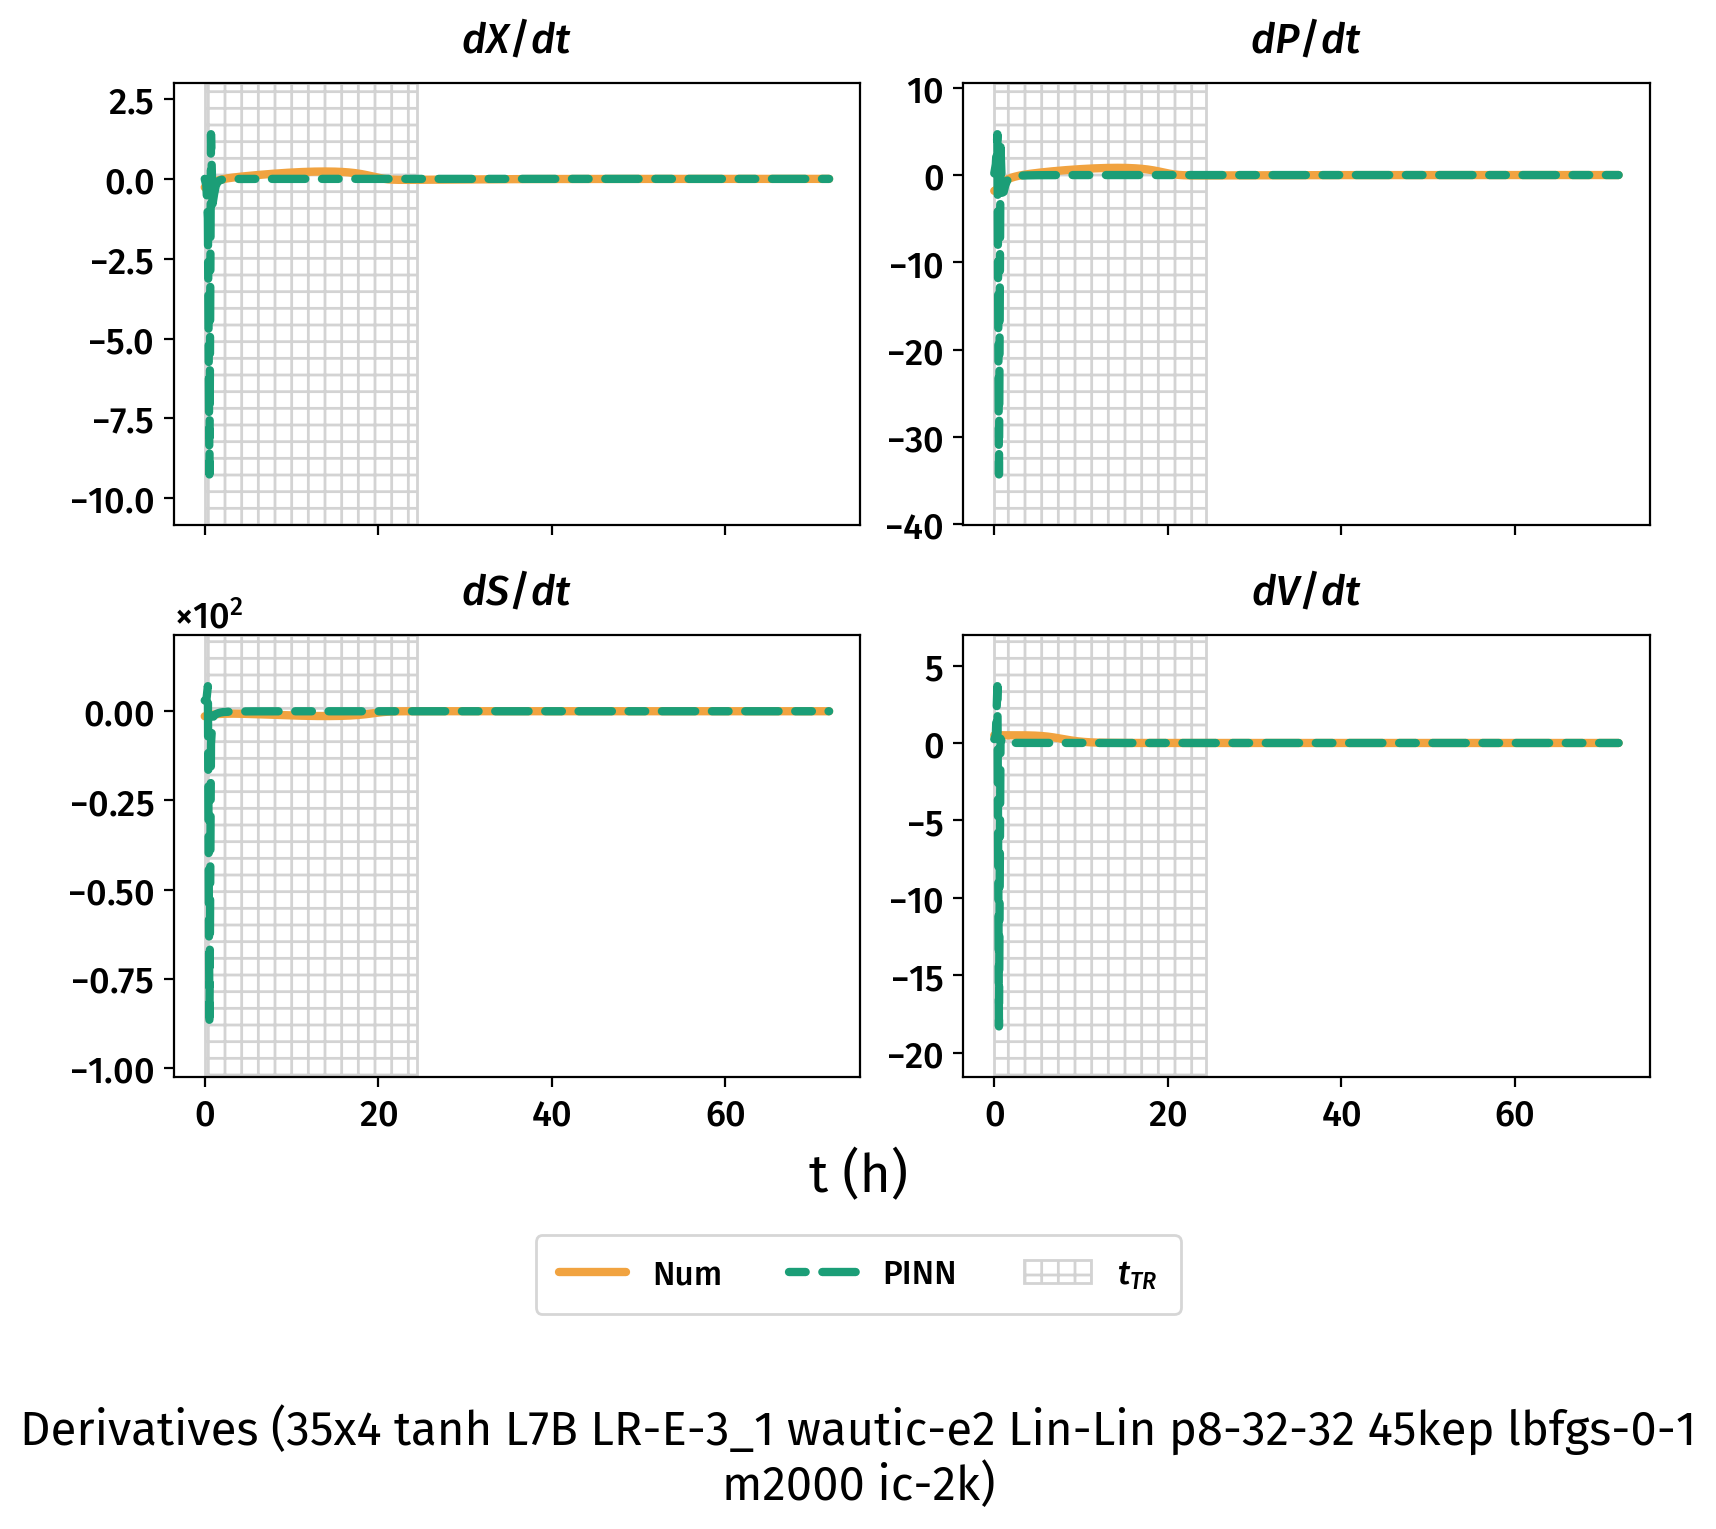 dX/dt
dP/dt
2.5
0.0
−2.5
−5.0
−7.5
−10.0
10
0
−10
−20
−30
−40
dS/dt
dV/dt
×10²
0.00
−0.25
−0.50
−0.75
−1.00
5
0
−5
−10
−15
−20
0 20 40 60
0 20 40 60
t (h)
Num PINN t_TR
Derivatives (35x4 tanh L7B LR-E-3_1 wautic-e2 Lin-Lin p8-32-32 45kep lbfgs-0-1
m2000 ic-2k)